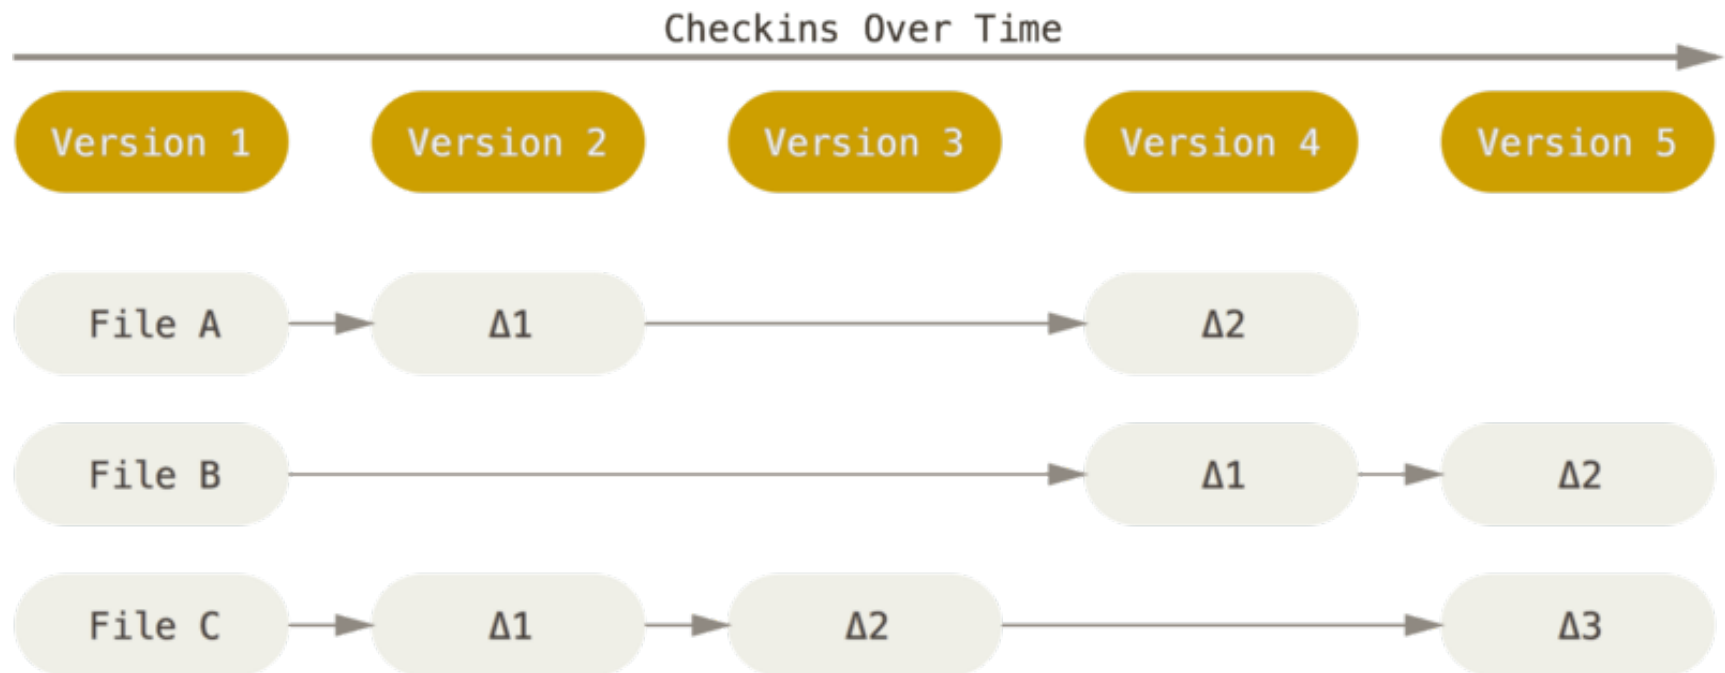 Checkins Over Time
Version 1 Version 2 Version 3 Version 4 Version 5
File A Δ1 Δ2
File B Δ1 Δ2
File C Δ1 Δ2 Δ3